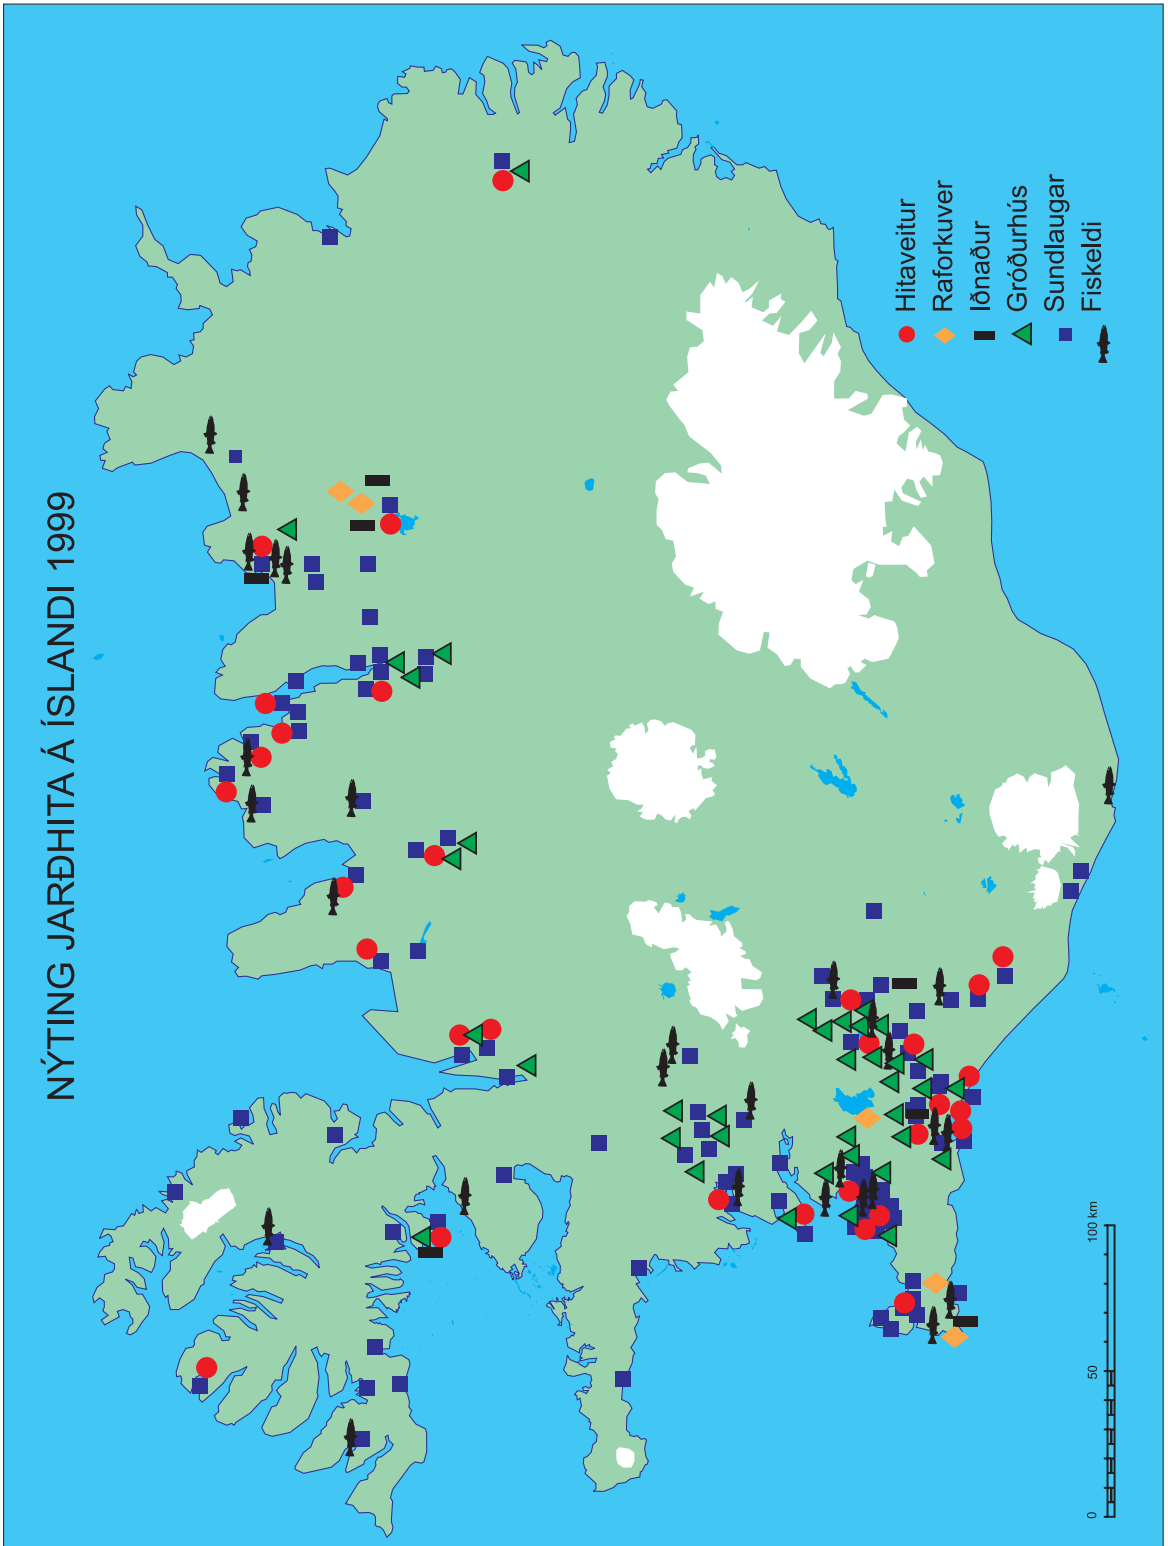 NÝTING JARÐHITA Á ÍSLANDI 1999
Hitaveitur
Raforkuver
Iðnaður
Gróðurhús
Sundlaugar
Fiskeldi
0 50 100 km